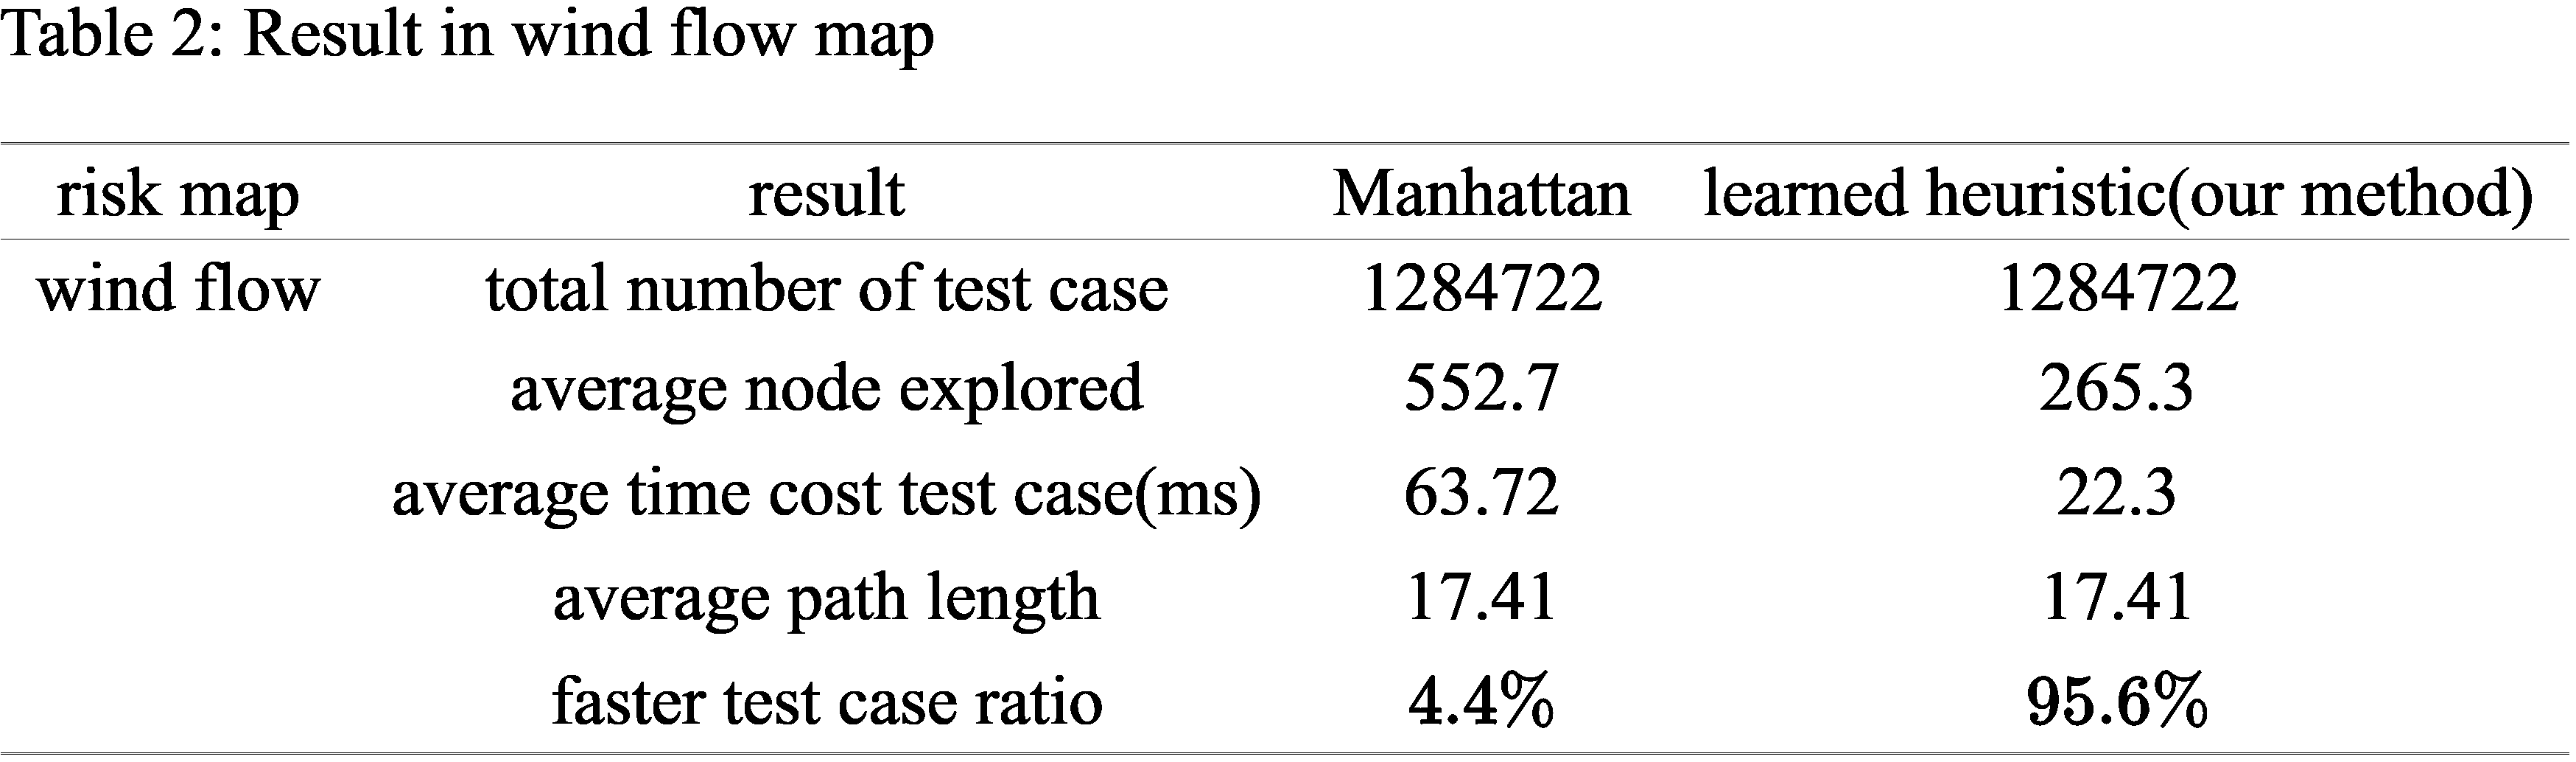 Table 2: Result in wind flow map
risk map result Manhattan learned heuristic(our method)
wind flow total number of test case 1284722 1284722
average node explored 552.7 265.3
average time cost test case(ms) 63.72 22.3
average path length 17.41 17.41
faster test case ratio 4.4% 95.6%